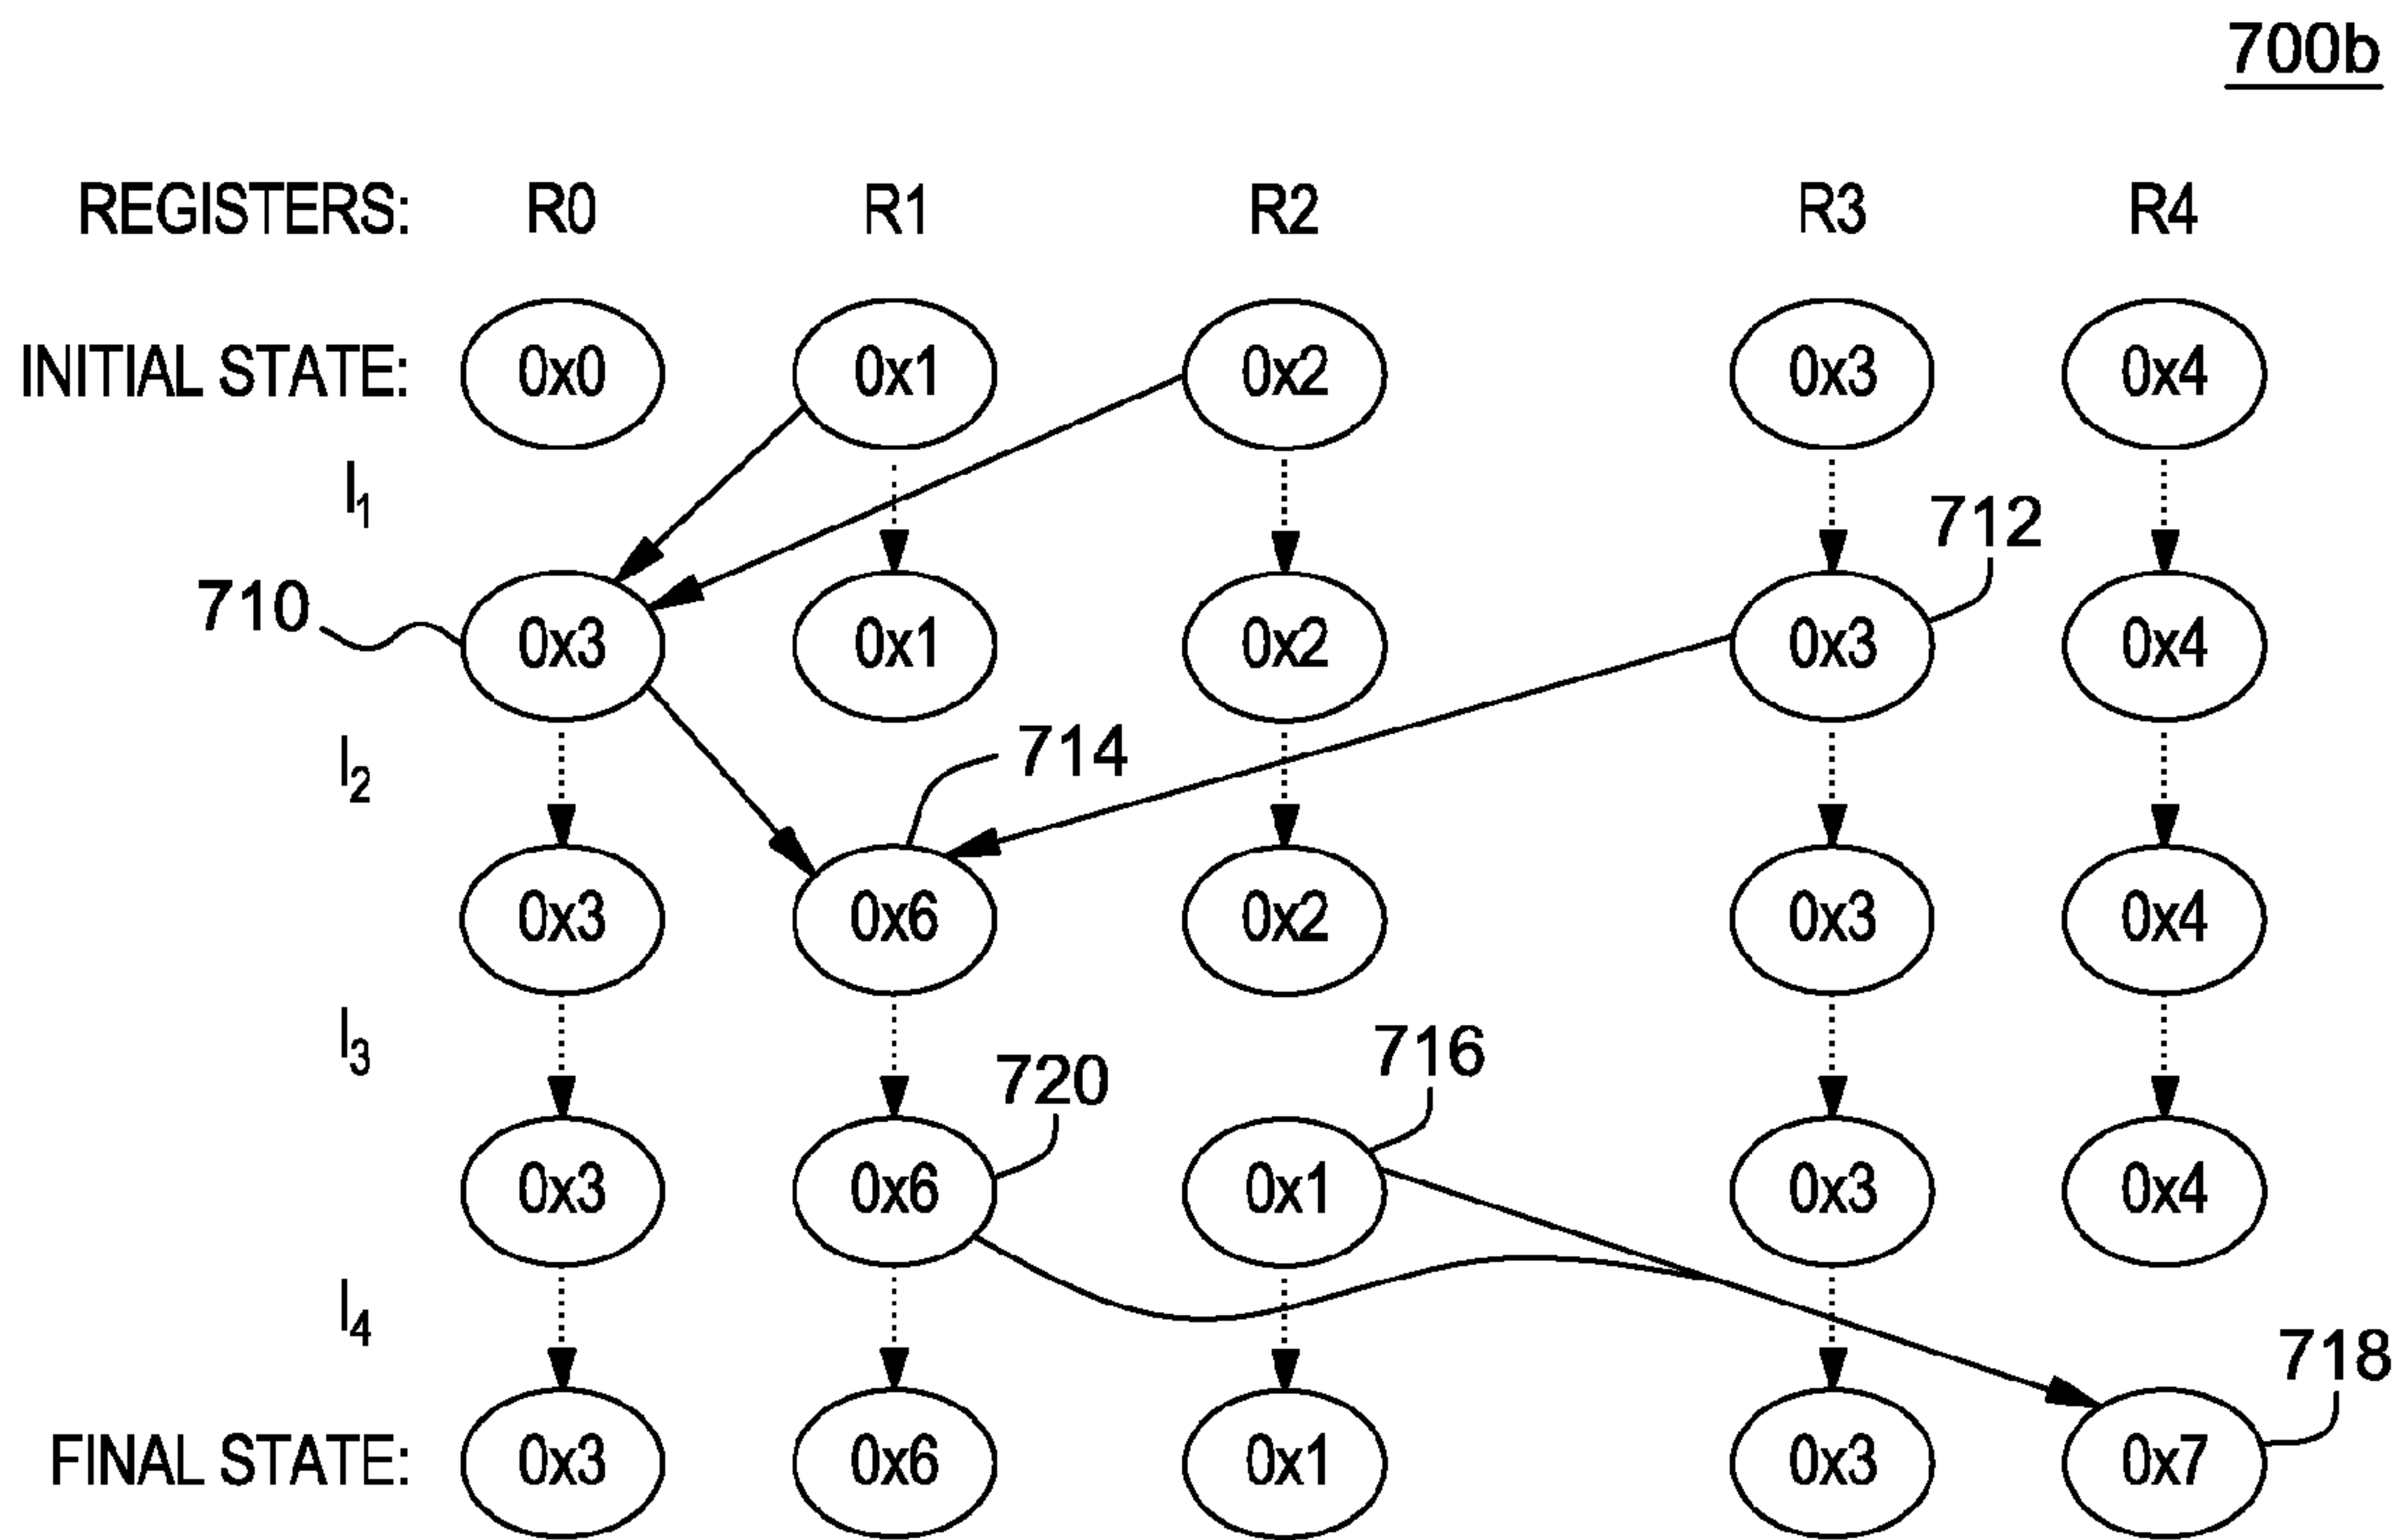 700b
REGISTERS: R0 R1 R2 R3 R4
INITIAL STATE: 0x0 0x1 0x2 0x3 0x4
I1
712
710 0x3 0x1 0x2 0x3 0x4
I2
714
0x3 0x6 0x2 0x3 0x4
I3
720 716
0x3 0x6 0x1 0x3 0x4
I4
718
FINAL STATE: 0x3 0x6 0x1 0x3 0x7